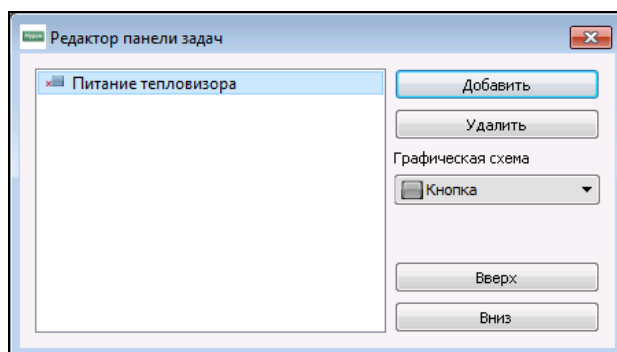 Редактор панели задач
Питание тепловизора
Добавить
Удалить
Графическая схема
Кнопка
Вверх
Вниз